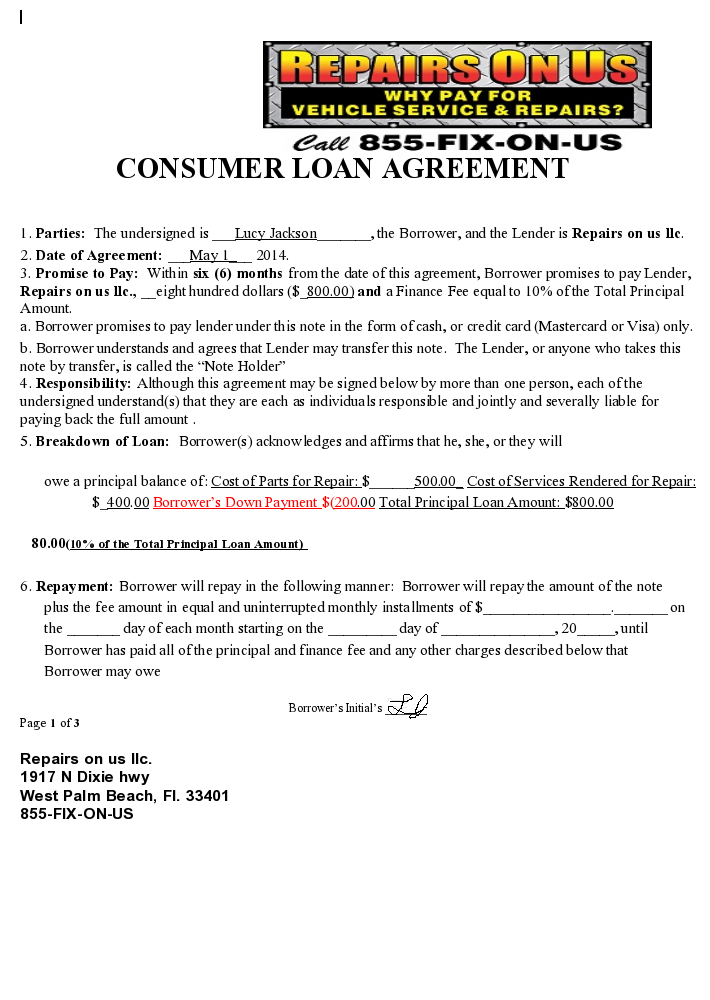 REPAIRS ON US
WHY PAY FOR
VEHICLE SERVICE & REPAIRS?
Call 855-FIX-ON-US
CONSUMER LOAN AGREEMENT
1. Parties: The undersigned is ___Lucy Jackson_______, the Borrower, and the Lender is Repairs on us llc.
2. Date of Agreement: ___May 1___ 2014.
3. Promise to Pay: Within six (6) months from the date of this agreement, Borrower promises to pay Lender,
Repairs on us llc., __eight hundred dollars ($_800.00) and a Finance Fee equal to 10% of the Total Principal
Amount.
a. Borrower promises to pay lender under this note in the form of cash, or credit card (Mastercard or Visa) only.
b. Borrower understands and agrees that Lender may transfer this note. The Lender, or anyone who takes this
note by transfer, is called the “Note Holder”
4. Responsibility: Although this agreement may be signed below by more than one person, each of the
undersigned understand(s) that they are each as individuals responsible and jointly and severally liable for
paying back the full amount .
5. Breakdown of Loan: Borrower(s) acknowledges and affirms that he, she, or they will
owe a principal balance of: Cost of Parts for Repair: $______500.00_ Cost of Services Rendered for Repair:
$_400.00 Borrower’s Down Payment $(200.00 Total Principal Loan Amount: $800.00
80.00(10% of the Total Principal Loan Amount)
6. Repayment: Borrower will repay in the following manner: Borrower will repay the amount of the note
plus the fee amount in equal and uninterrupted monthly installments of $_________________._______ on
the _______ day of each month starting on the _________ day of _______________, 20_____, until
Borrower has paid all of the principal and finance fee and any other charges described below that
Borrower may owe
Borrower’s Initial’s LJ
Page 1 of 3
Repairs on us llc.
1917 N Dixie hwy
West Palm Beach, Fl. 33401
855-FIX-ON-US